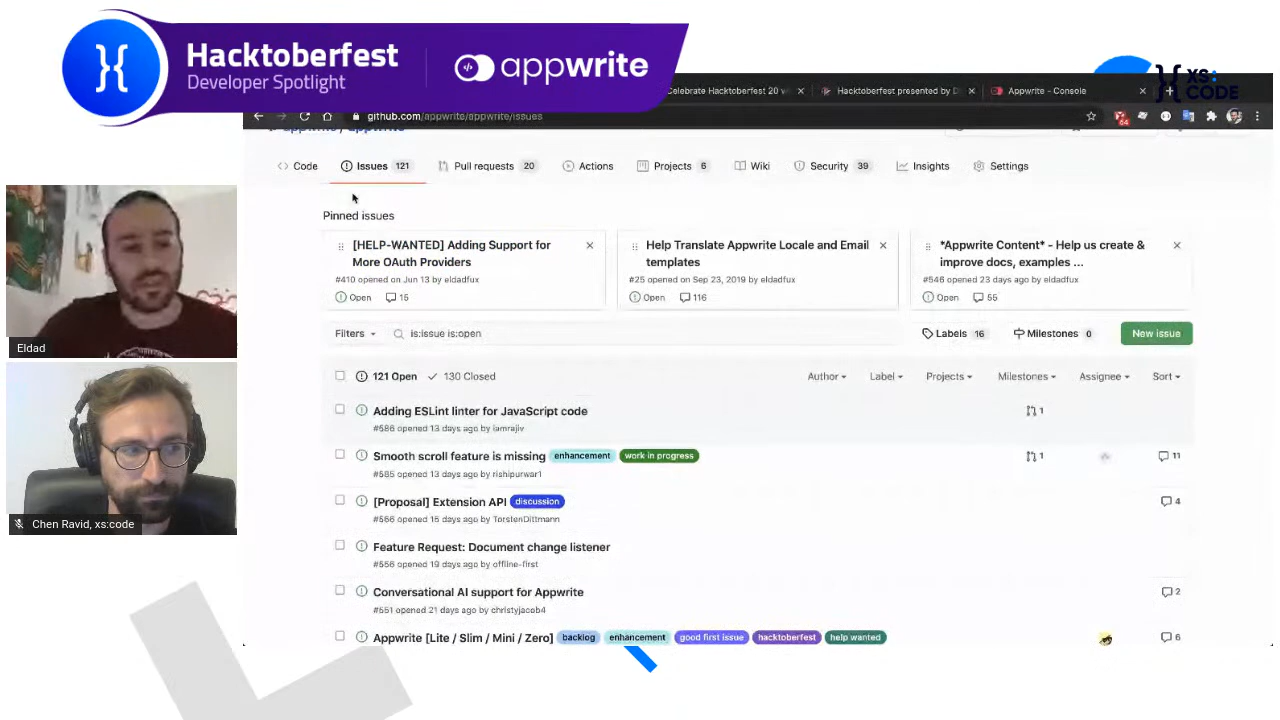 Hacktoberfest
Developer Spotlight
appwrite
XS:
CODE
Celebrate Hacktoberfest 20
Hacktoberfest presented by D
Appwrite - Console
github.com/appwrite/appwrite/issues
Code
Issues 121
Pull requests 20
Actions
Projects 6
Wiki
Security 39
Insights
Settings
Pinned issues
[HELP-WANTED] Adding Support for
More OAuth Providers
#410 opened on Jun 13 by eldadfux
Open 15
Help Translate Appwrite Locale and Email
templates
#25 opened on Sep 23, 2019 by eldadfux
Open 116
*Appwrite Content* - Help us create &
improve docs, examples ...
#546 opened 23 days ago by eldadfux
Open 55
Filters
is:issue is:open
Labels 16
Milestones 0
New issue
121 Open
130 Closed
Author
Label
Projects
Milestones
Assignee
Sort
Adding ESLint linter for JavaScript code
1
#586 opened 13 days ago by iamrajiv
Smooth scroll feature is missing enhancement work in progress
1
11
#585 opened 13 days ago by rishipurwar1
[Proposal] Extension API discussion
4
#566 opened 15 days ago by TorstenDittmann
Feature Request: Document change listener
#556 opened 19 days ago by offline-first
Conversational AI support for Appwrite
2
#551 opened 21 days ago by christyjacob4
Appwrite [Lite / Slim / Mini / Zero] backlog enhancement good first issue hacktoberfest help wanted
6
Eldad
Chen Ravid, xs:code